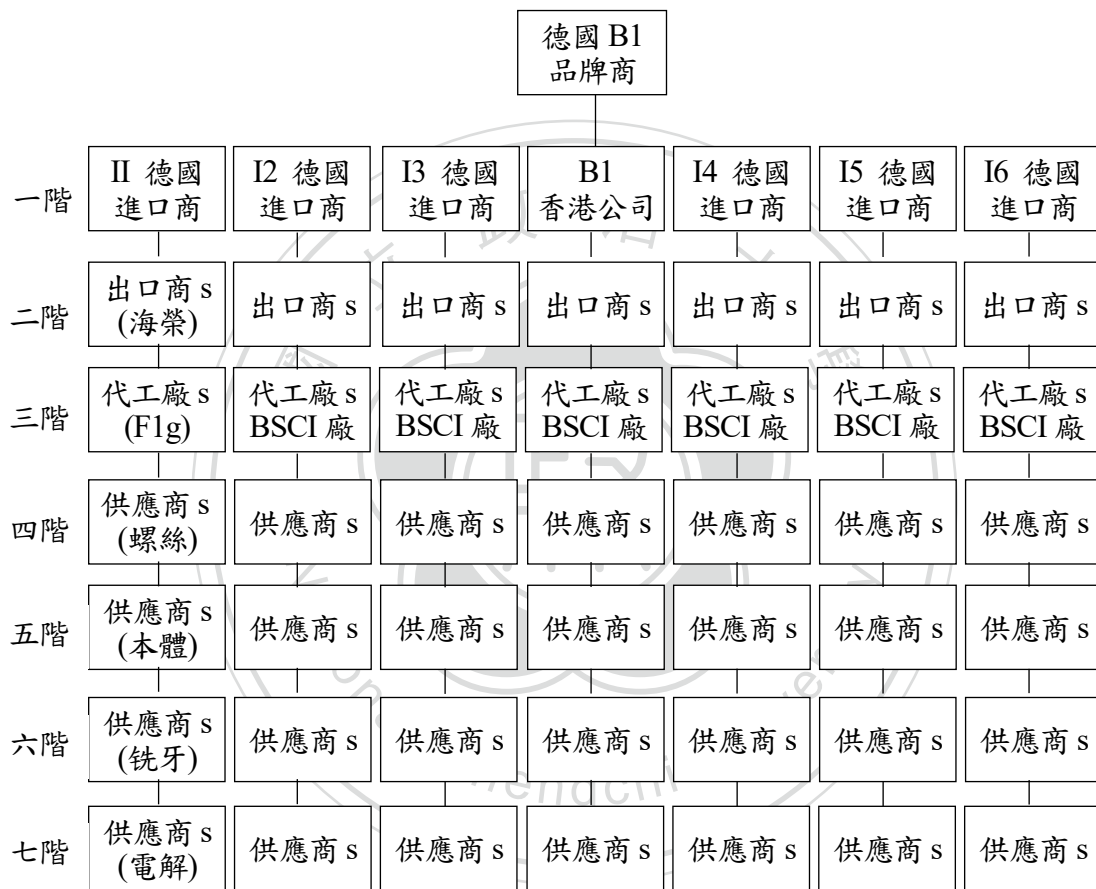 德國 B1
品牌商
一階
II 德國
進口商
I2 德國
進口商
I3 德國
進口商
B1
香港公司
I4 德國
進口商
I5 德國
進口商
I6 德國
進口商
二階
出口商 s
(海榮)
出口商 s
出口商 s
出口商 s
出口商 s
出口商 s
出口商 s
三階
代工廠 s
(F1g)
代工廠 s
BSCI 廠
代工廠 s
BSCI 廠
代工廠 s
BSCI 廠
代工廠 s
BSCI 廠
代工廠 s
BSCI 廠
代工廠 s
BSCI 廠
四階
供應商 s
(螺絲)
供應商 s
供應商 s
供應商 s
供應商 s
供應商 s
供應商 s
五階
供應商 s
(本體)
供應商 s
供應商 s
供應商 s
供應商 s
供應商 s
供應商 s
六階
供應商 s
(铣牙)
供應商 s
供應商 s
供應商 s
供應商 s
供應商 s
供應商 s
七階
供應商 s
(電解)
供應商 s
供應商 s
供應商 s
供應商 s
供應商 s
供應商 s